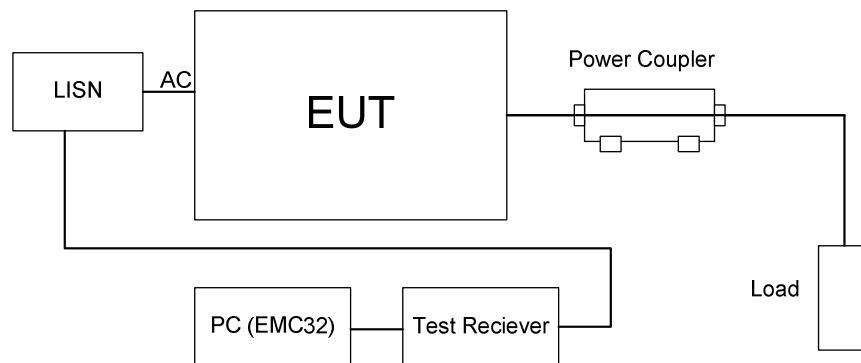 Power Coupler
LISN
AC
EUT
Load
PC (EMC32)
Test Reciever